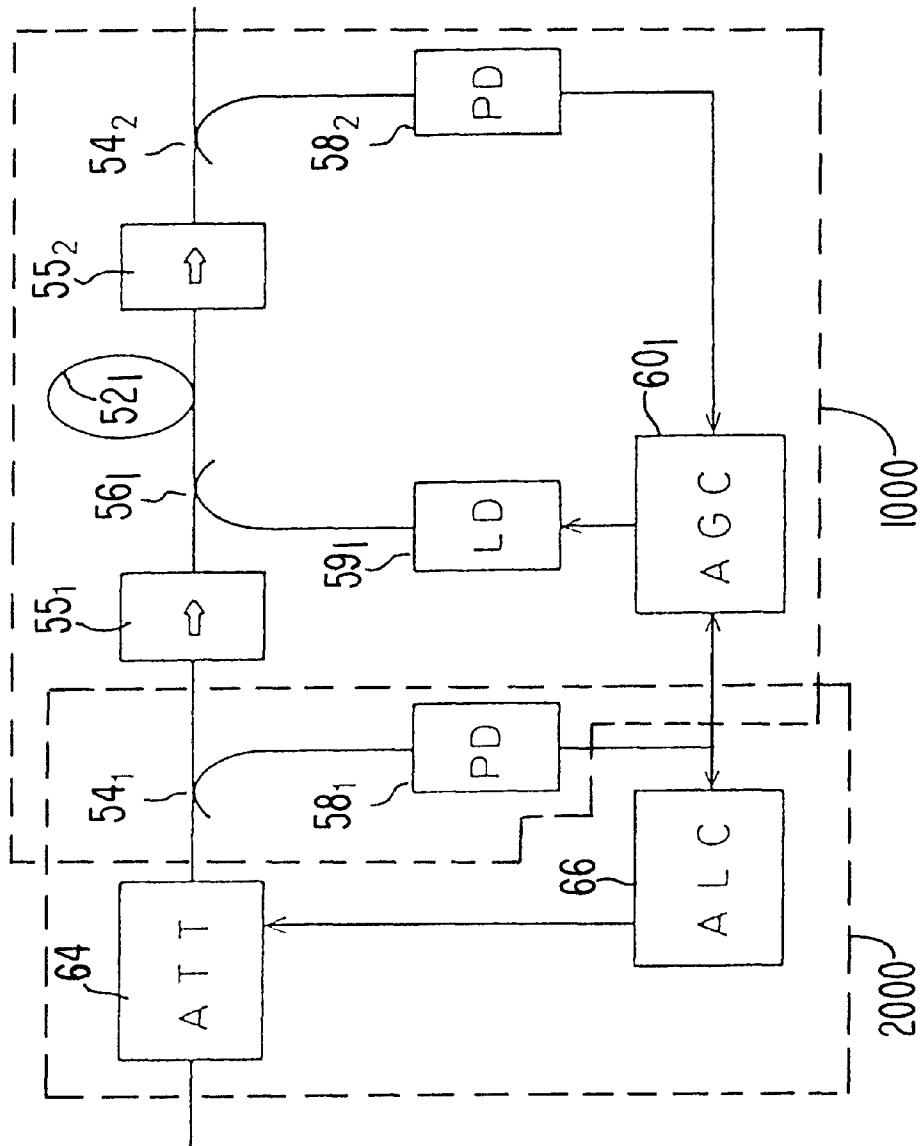 64
ATT
54₁
55₁
56₁
52₁
55₂
54₂
58₁
PD
59₁
LD
58₂
PD
66
ALC
AGC
60₁
2000
1000